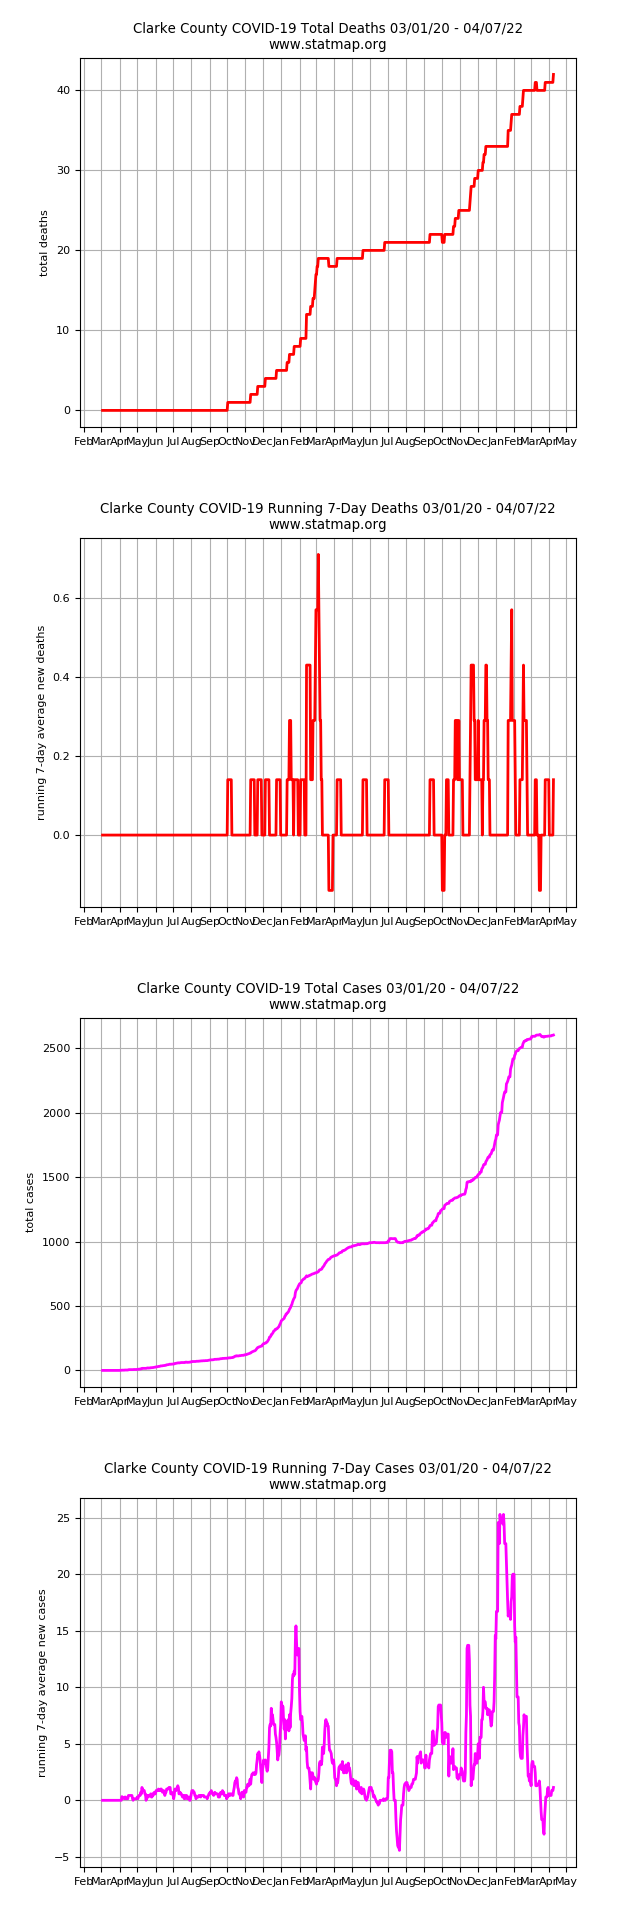 Clarke County COVID-19 Total Deaths 03/01/20 - 04/07/22
www.statmap.org
40
30
20
10
0
total deaths
Feb Mar Apr May Jun Jul Aug Sep Oct Nov Dec Jan Feb Mar Apr May Jun Jul Aug Sep Oct Nov Dec Jan Feb Mar Apr May
Clarke County COVID-19 Running 7-Day Deaths 03/01/20 - 04/07/22
www.statmap.org
0.6
0.4
0.2
0.0
running 7-day average new deaths
Feb Mar Apr May Jun Jul Aug Sep Oct Nov Dec Jan Feb Mar Apr May Jun Jul Aug Sep Oct Nov Dec Jan Feb Mar Apr May
Clarke County COVID-19 Total Cases 03/01/20 - 04/07/22
www.statmap.org
2500
2000
1500
1000
500
0
total cases
Feb Mar Apr May Jun Jul Aug Sep Oct Nov Dec Jan Feb Mar Apr May Jun Jul Aug Sep Oct Nov Dec Jan Feb Mar Apr May
Clarke County COVID-19 Running 7-Day Cases 03/01/20 - 04/07/22
www.statmap.org
25
20
15
10
5
0
−5
running 7-day average new cases
Feb Mar Apr May Jun Jul Aug Sep Oct Nov Dec Jan Feb Mar Apr May Jun Jul Aug Sep Oct Nov Dec Jan Feb Mar Apr May